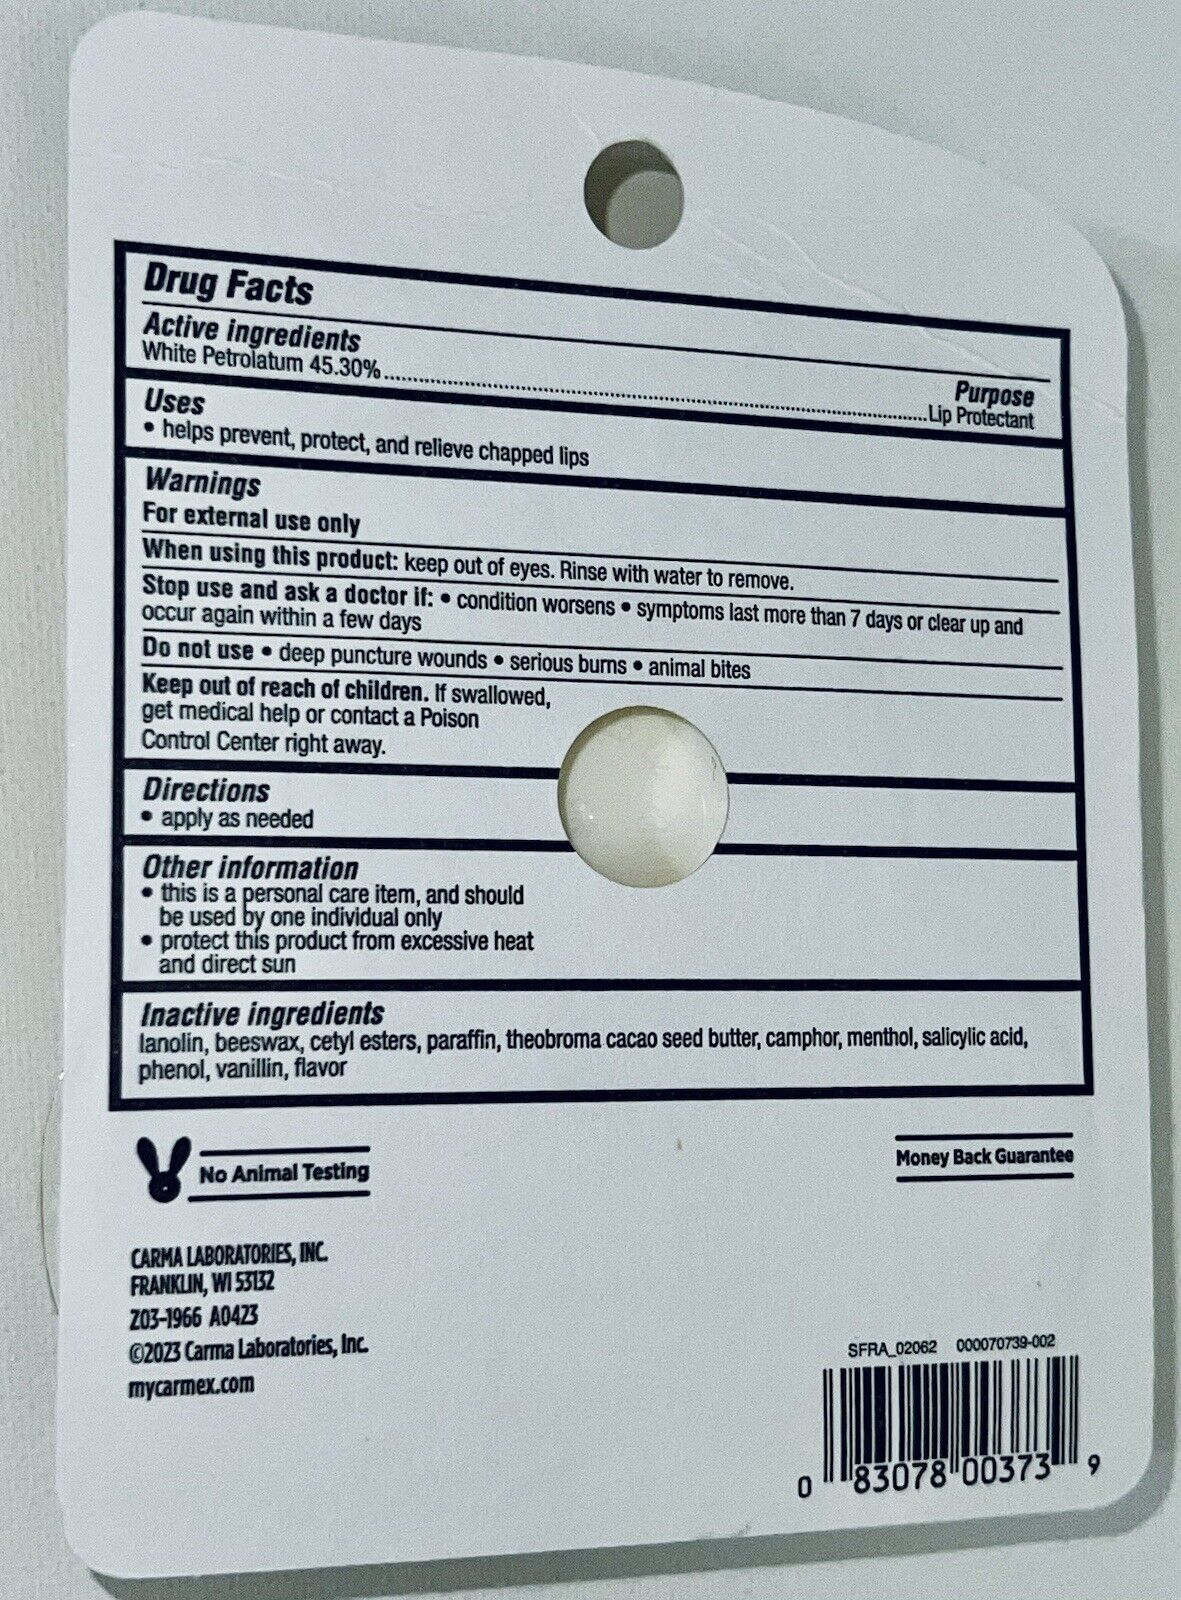 Drug Facts
Active ingredients
Purpose
White Petrolatum 45.30%..........Lip Protectant
Uses
• helps prevent, protect, and relieve chapped lips
Warnings
For external use only
When using this product: keep out of eyes. Rinse with water to remove.
Stop use and ask a doctor if: • condition worsens • symptoms last more than 7 days or clear up and
occur again within a few days
Do not use • deep puncture wounds • serious burns • animal bites
Keep out of reach of children. If swallowed,
get medical help or contact a Poison
Control Center right away.
Directions
• apply as needed
Other information
• this is a personal care item, and should
be used by one individual only
• protect this product from excessive heat
and direct sun
Inactive ingredients
lanolin, beeswax, cetyl esters, paraffin, theobroma cacao seed butter, camphor, menthol, salicylic acid,
phenol, vanillin, flavor
No Animal Testing
Money Back Guarantee
CARMA LABORATORIES, INC.
FRANKLIN, WI 53132
Z03-1966 A0423
©2023 Carma Laboratories, Inc.
mycarmex.com
SFRA_02062 000070739-002
0 83078 00373 9